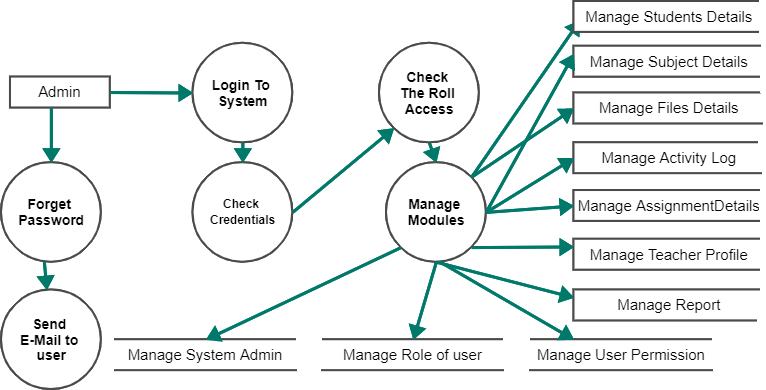 Manage Students Details
Manage Subject Details
Manage Files Details
Manage Activity Log
Manage AssignmentDetails
Manage Teacher Profile
Manage Report
Admin
Login To
System
Check
The Roll
Access
Forget
Password
Check
Credentials
Manage
Modules
Send
E-Mail to
user
Manage System Admin
Manage Role of user
Manage User Permission